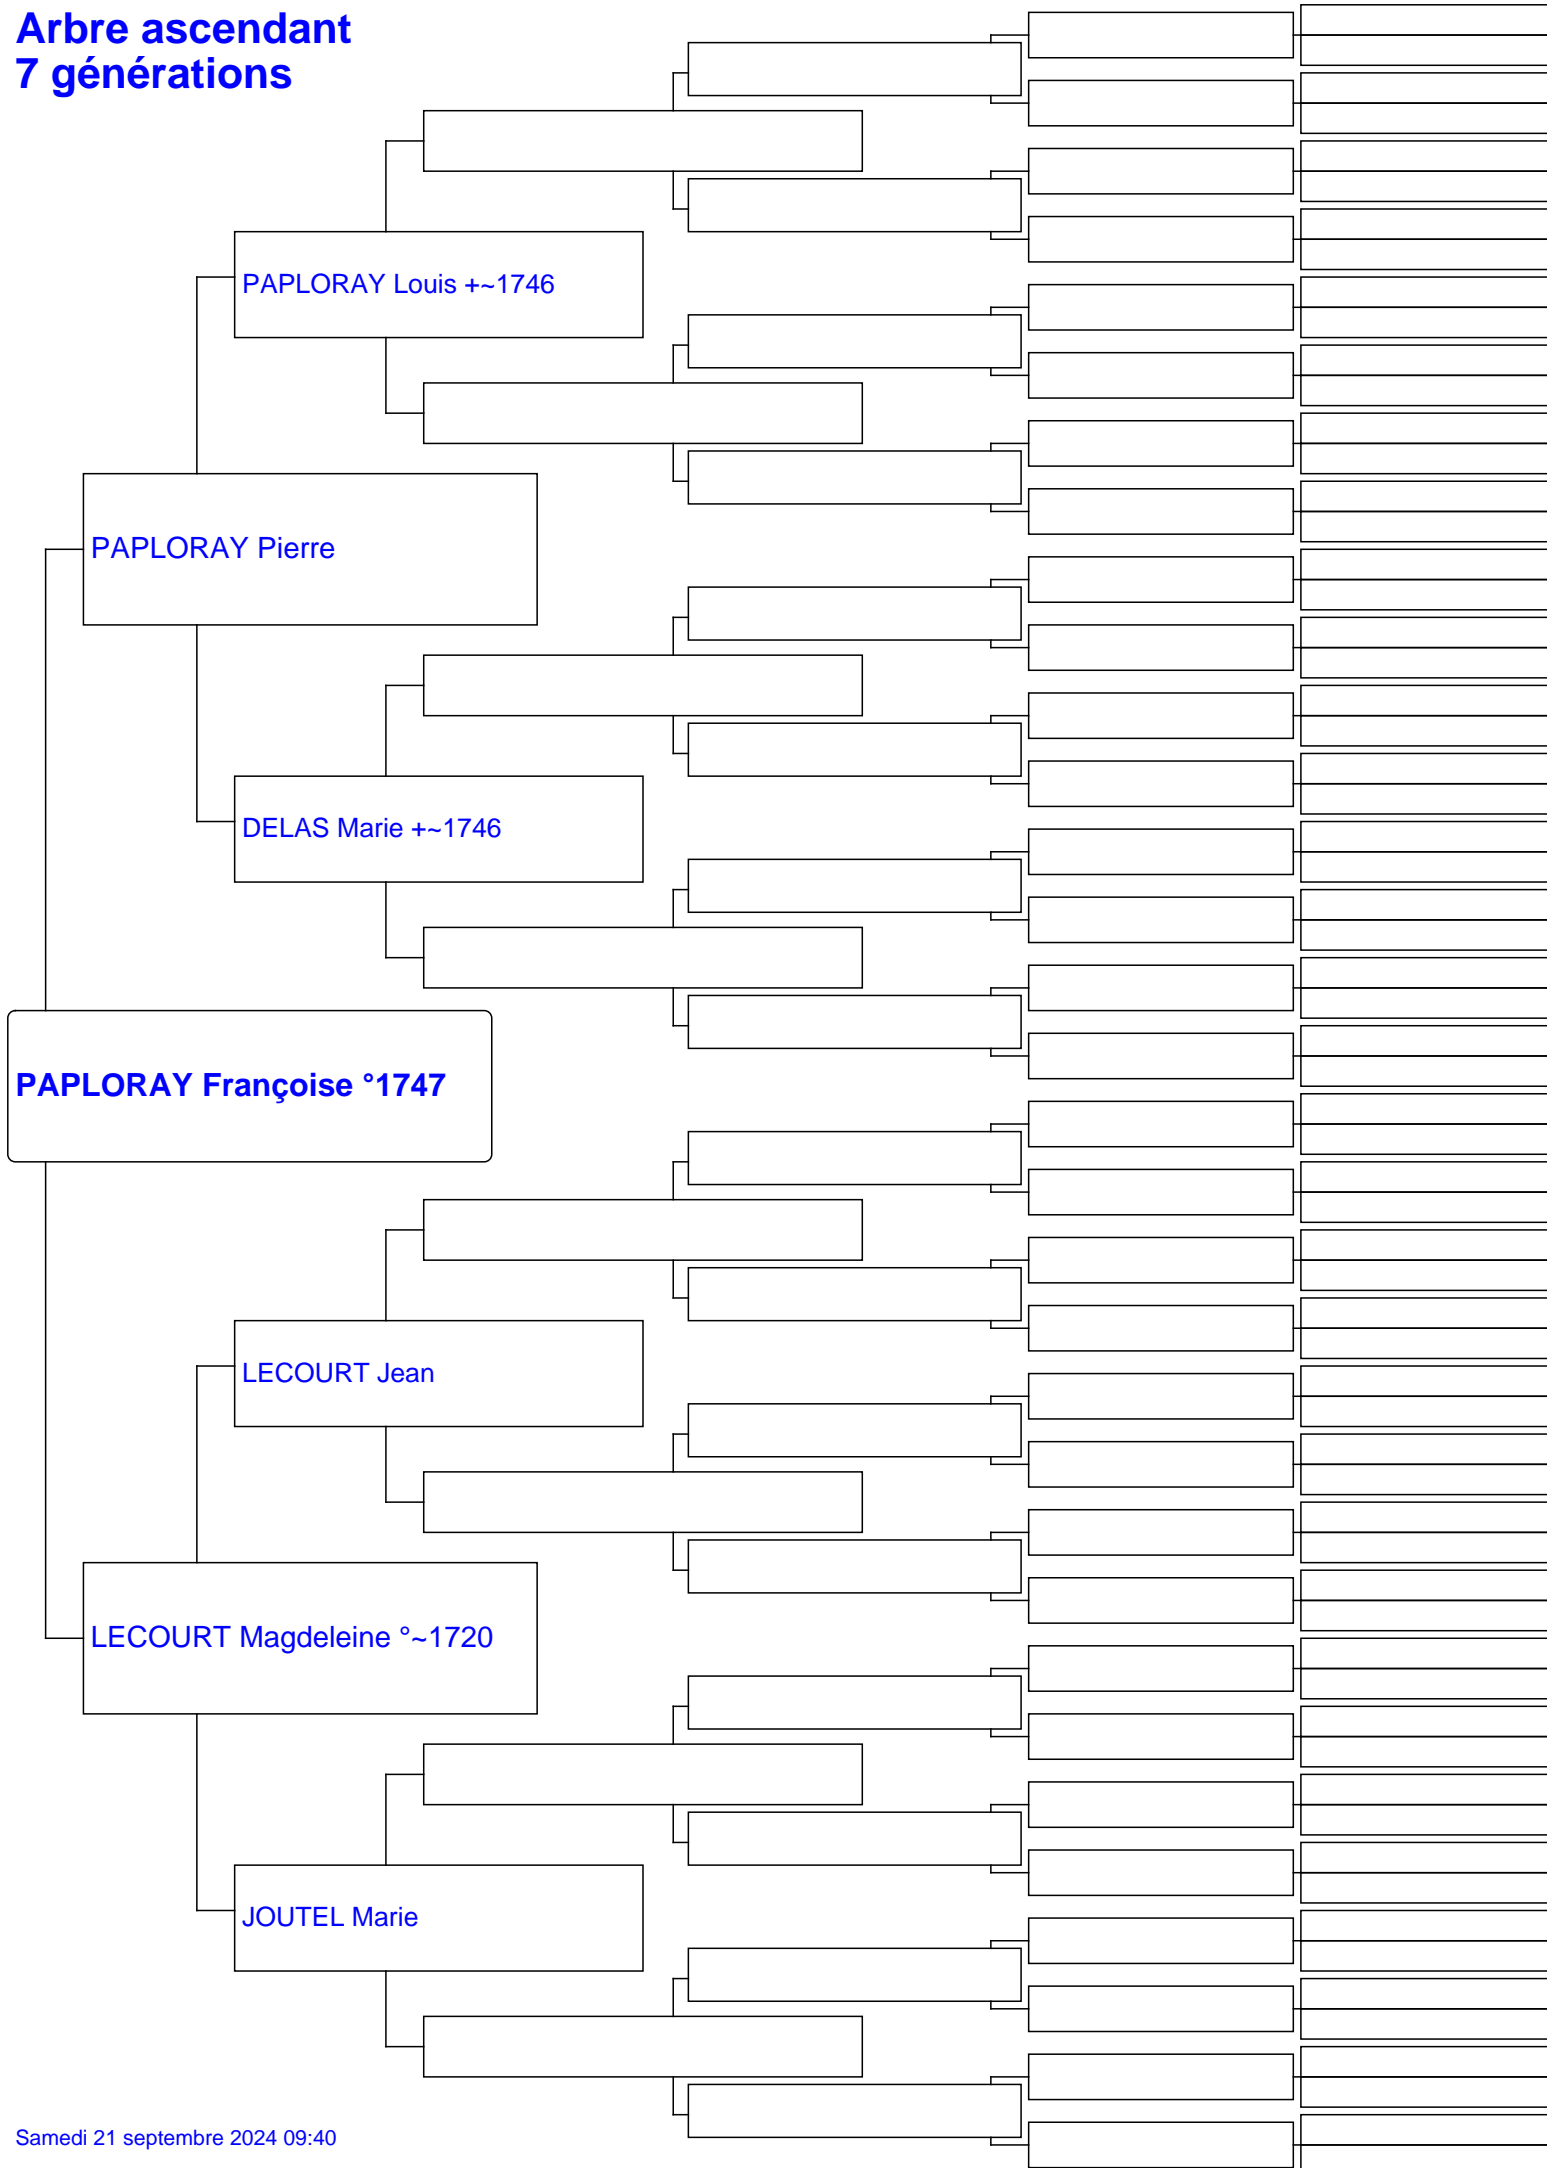 Arbre ascendant
7 générations
PAPLORAY Louis +~1746
PAPLORAY Pierre
DELAS Marie +~1746
PAPLORAY Françoise °1747
LECOURT Jean
LECOURT Magdeleine °~1720
JOUTEL Marie
Samedi 21 septembre 2024 09:40